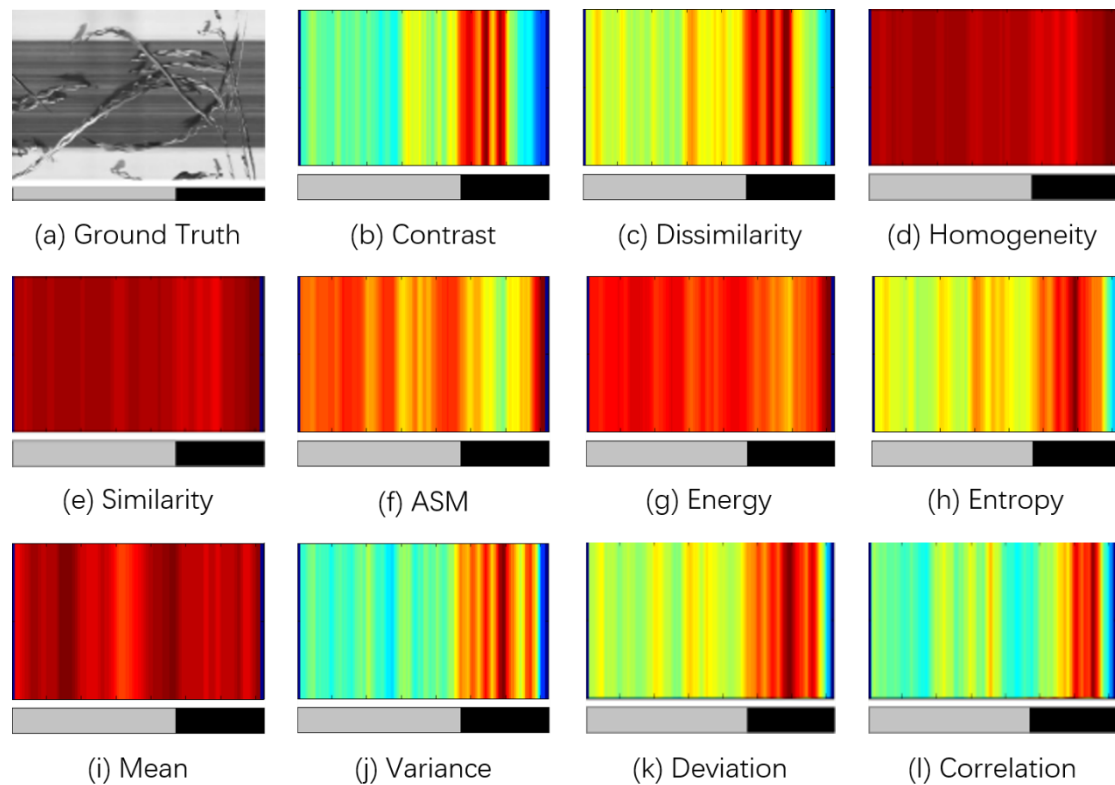 (a) Ground Truth
(b) Contrast
(c) Dissimilarity
(d) Homogeneity
(e) Similarity
(f) ASM
(g) Energy
(h) Entropy
(i) Mean
(j) Variance
(k) Deviation
(l) Correlation